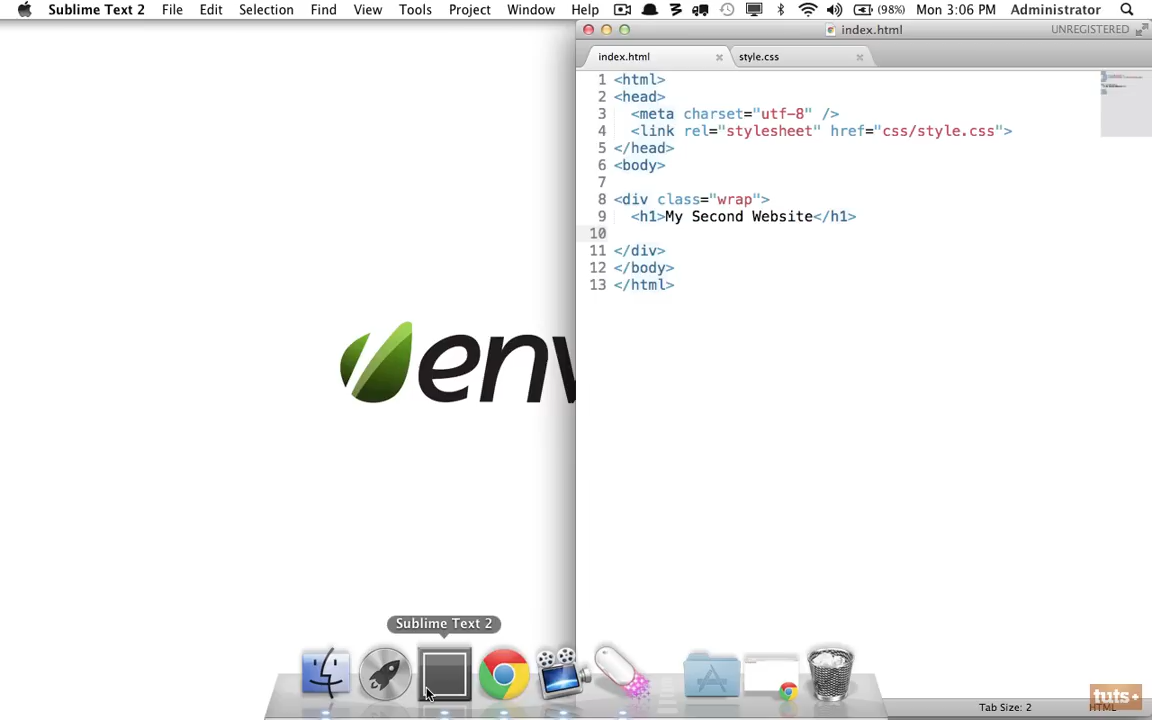 Sublime Text 2 File Edit Selection Find View Tools Project Window Help (98%) Mon 3:06 PM Administrator
index.html UNREGISTERED
index.html style.css
1 <html>
2 <head>
3 <meta charset="utf-8" />
4 <link rel="stylesheet" href="css/style.css">
5 </head>
6 <body>
7
8 <div class="wrap">
9 <h1>My Second Website</h1>
10
11 </div>
12 </body>
13 </html>
env
Sublime Text 2
tuts+
Tab Size: 2 HTML